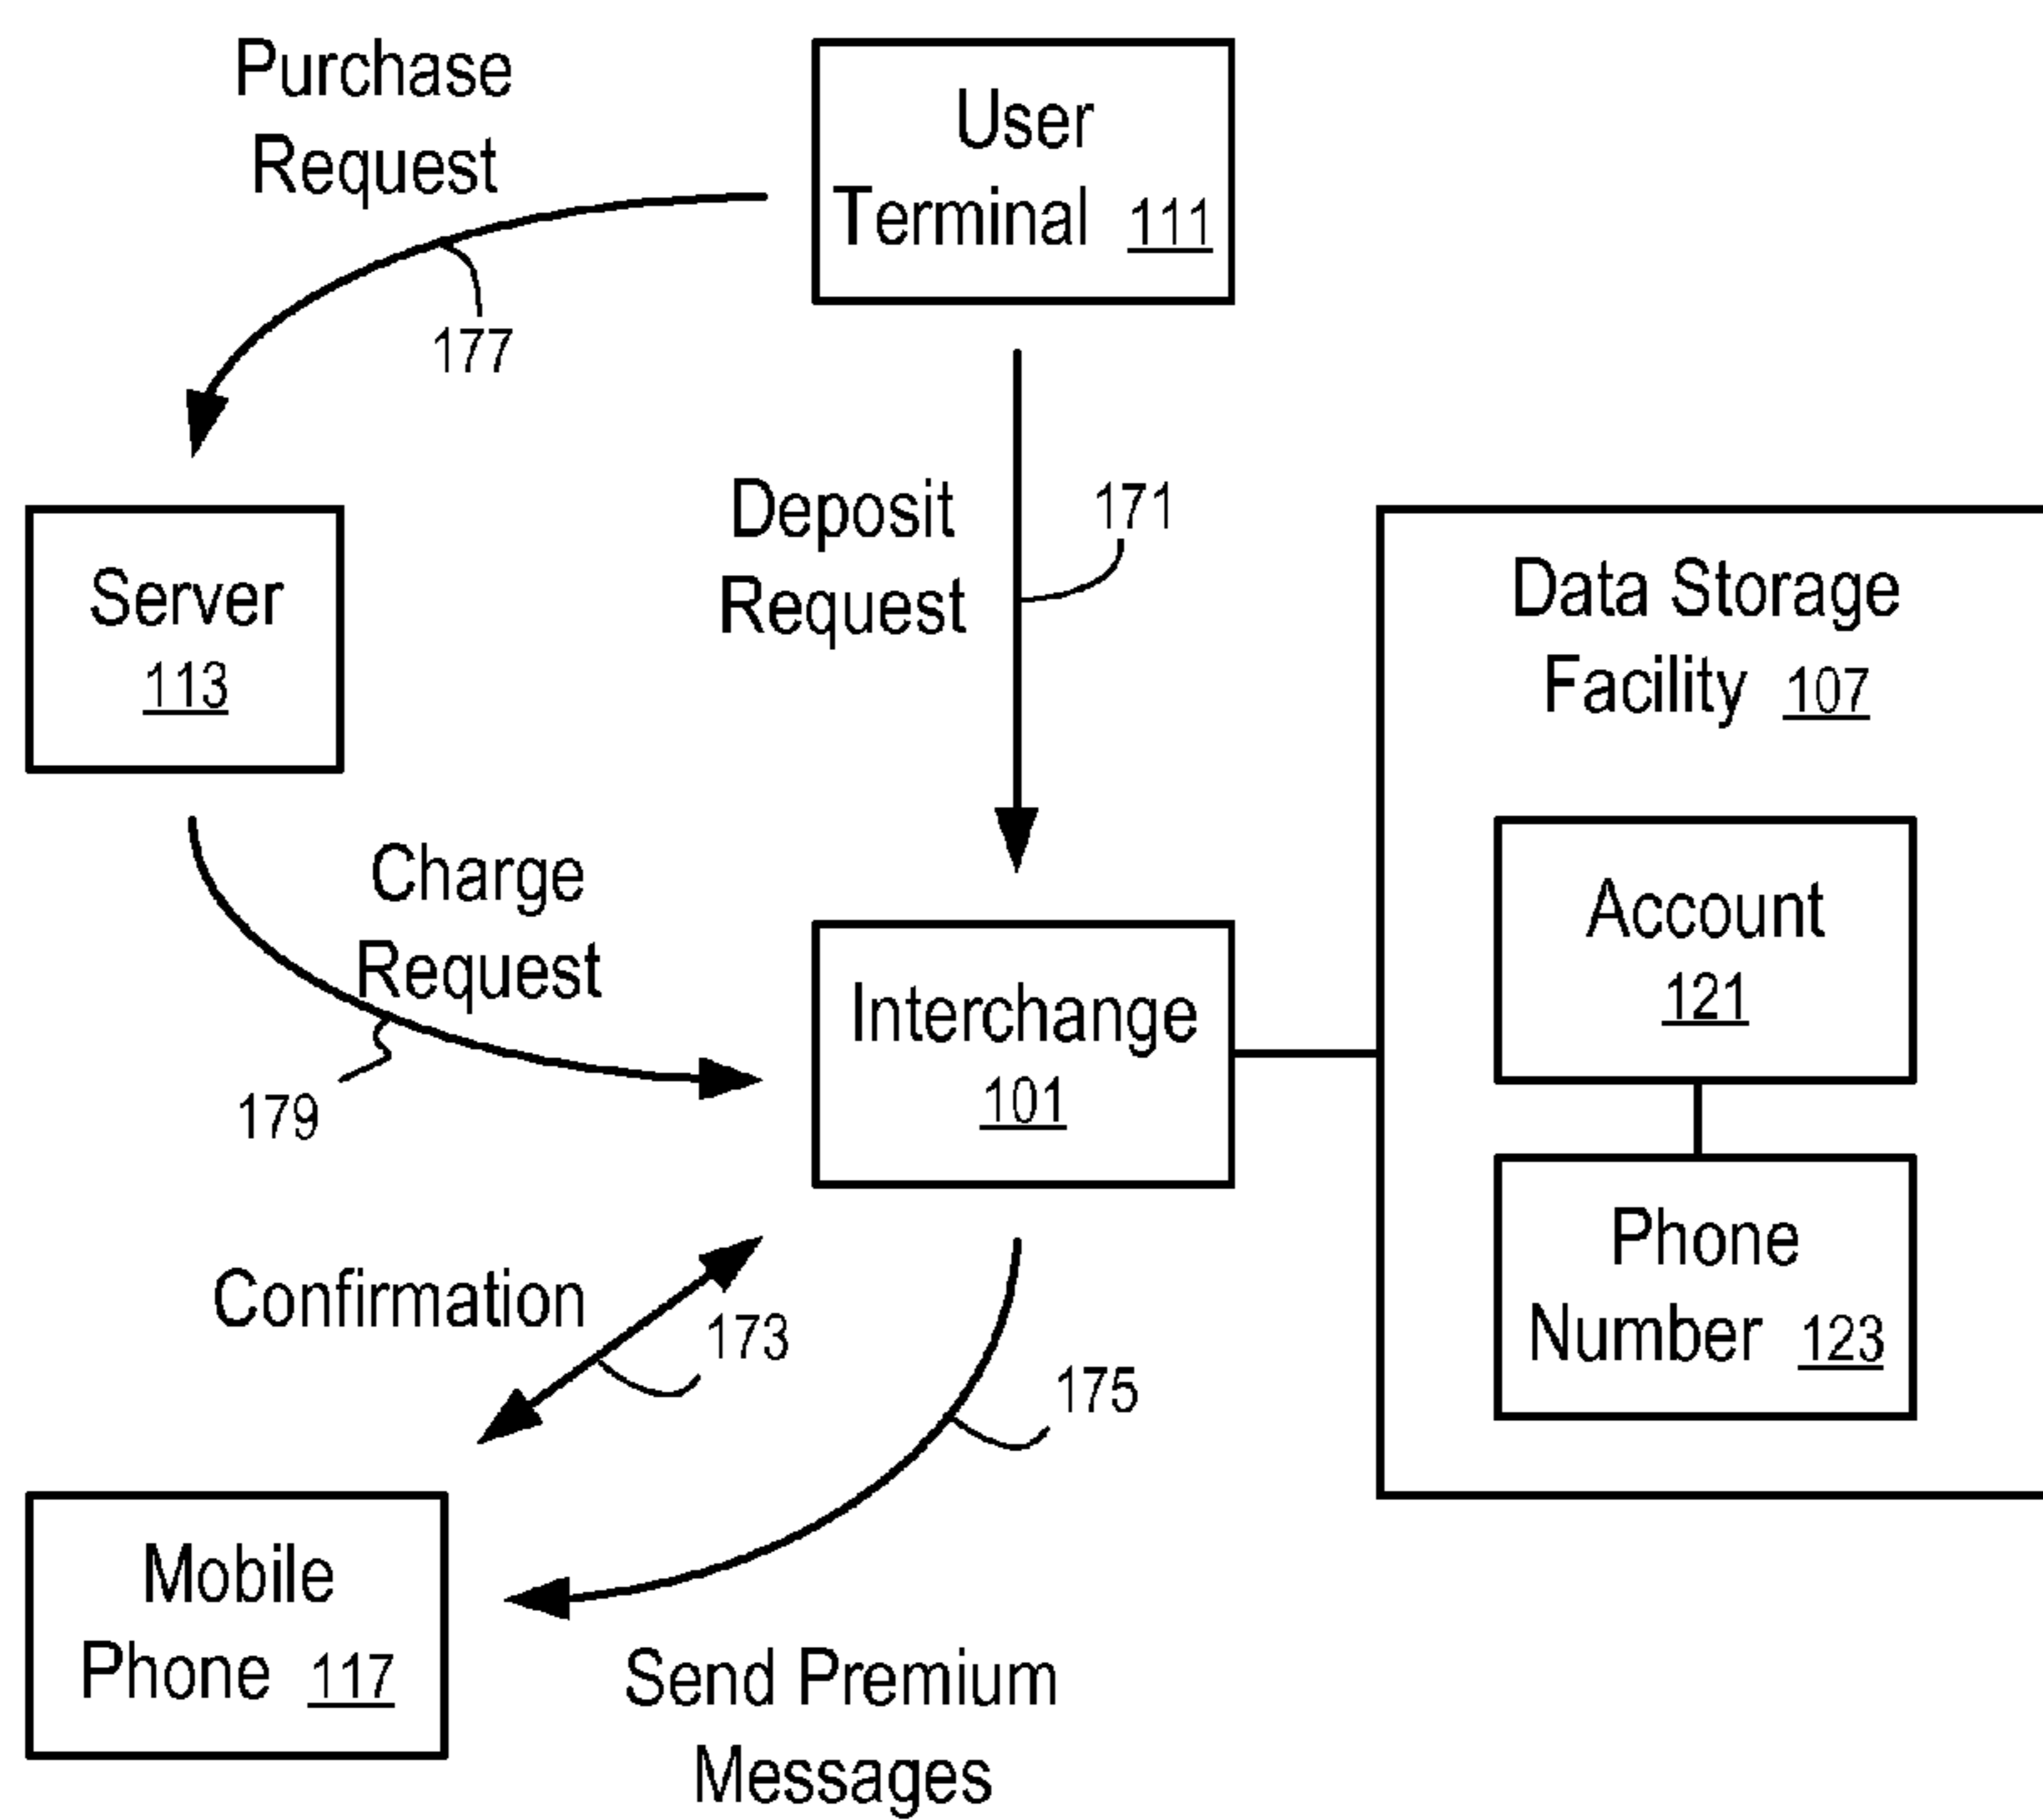 Purchase
Request
177
User
Terminal 111
Deposit
Request
171
Server
113
Data Storage
Facility 107
Account
121
Phone
Number 123
Charge
Request
179
Interchange
101
Confirmation
173
175
Mobile
Phone 117
Send Premium
Messages